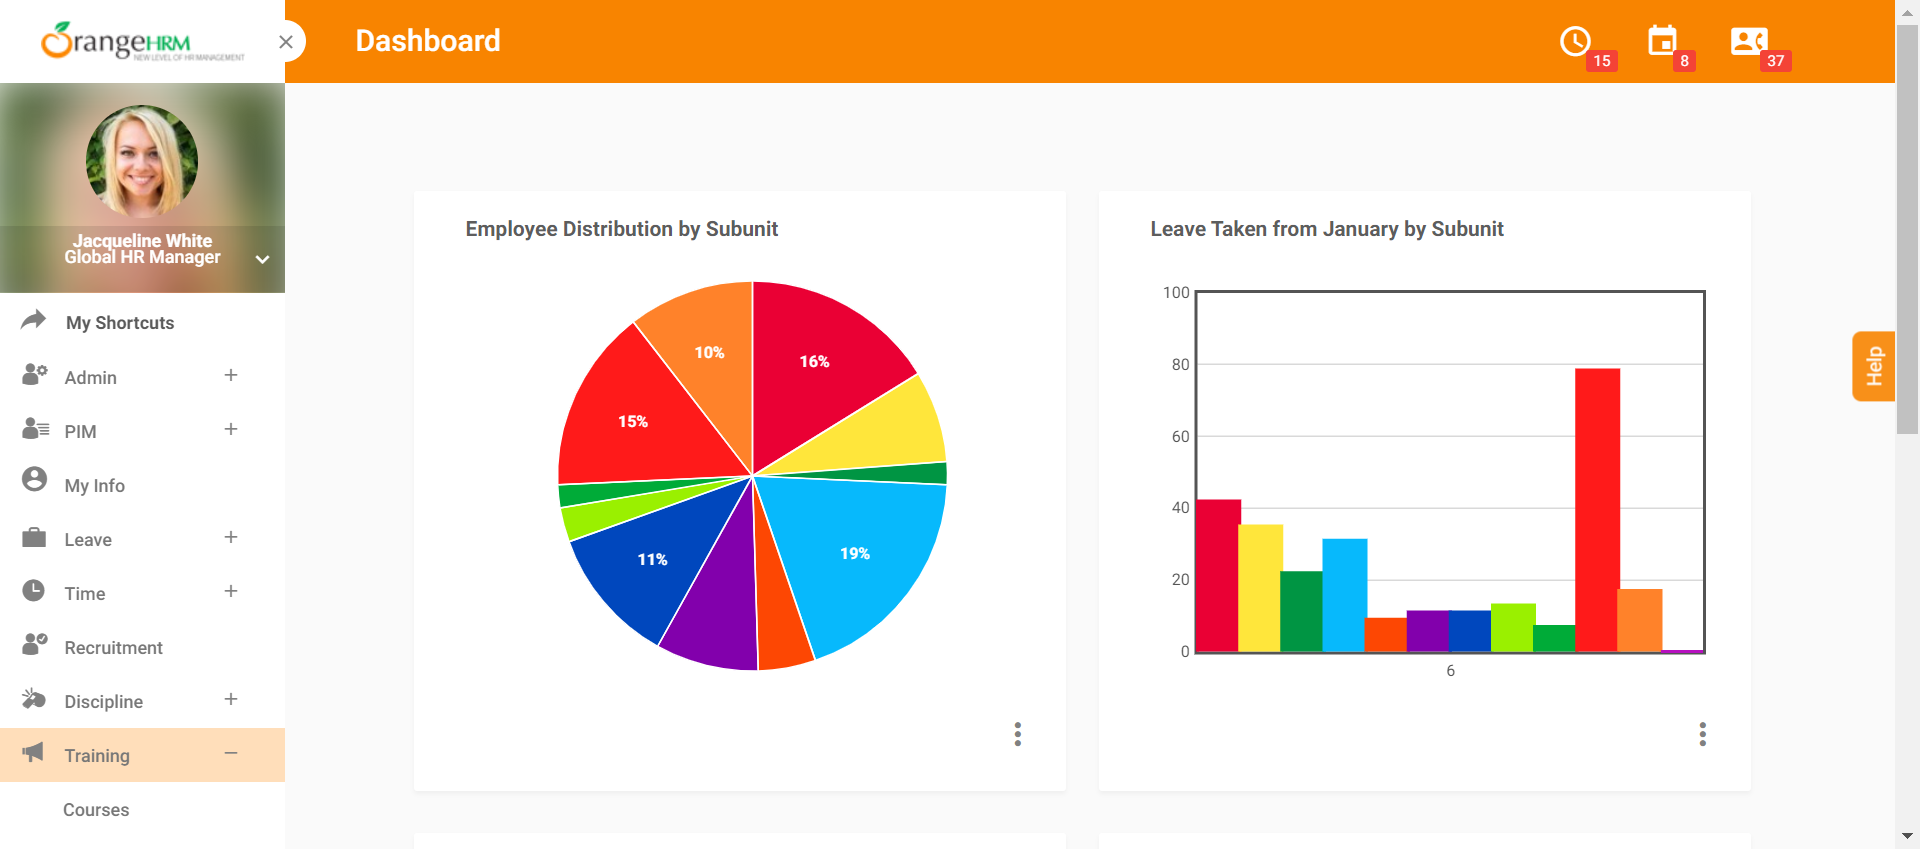 OrangeHRM
NEW LEVEL OF HR MANAGEMENT
Dashboard
15
8
37
Jacqueline White
Global HR Manager
My Shortcuts
Admin
PIM
My Info
Leave
Time
Recruitment
Discipline
Training
Courses
Employee Distribution by Subunit
10%
16%
15%
19%
11%
Leave Taken from January by Subunit
100
80
60
40
20
0
6
Help